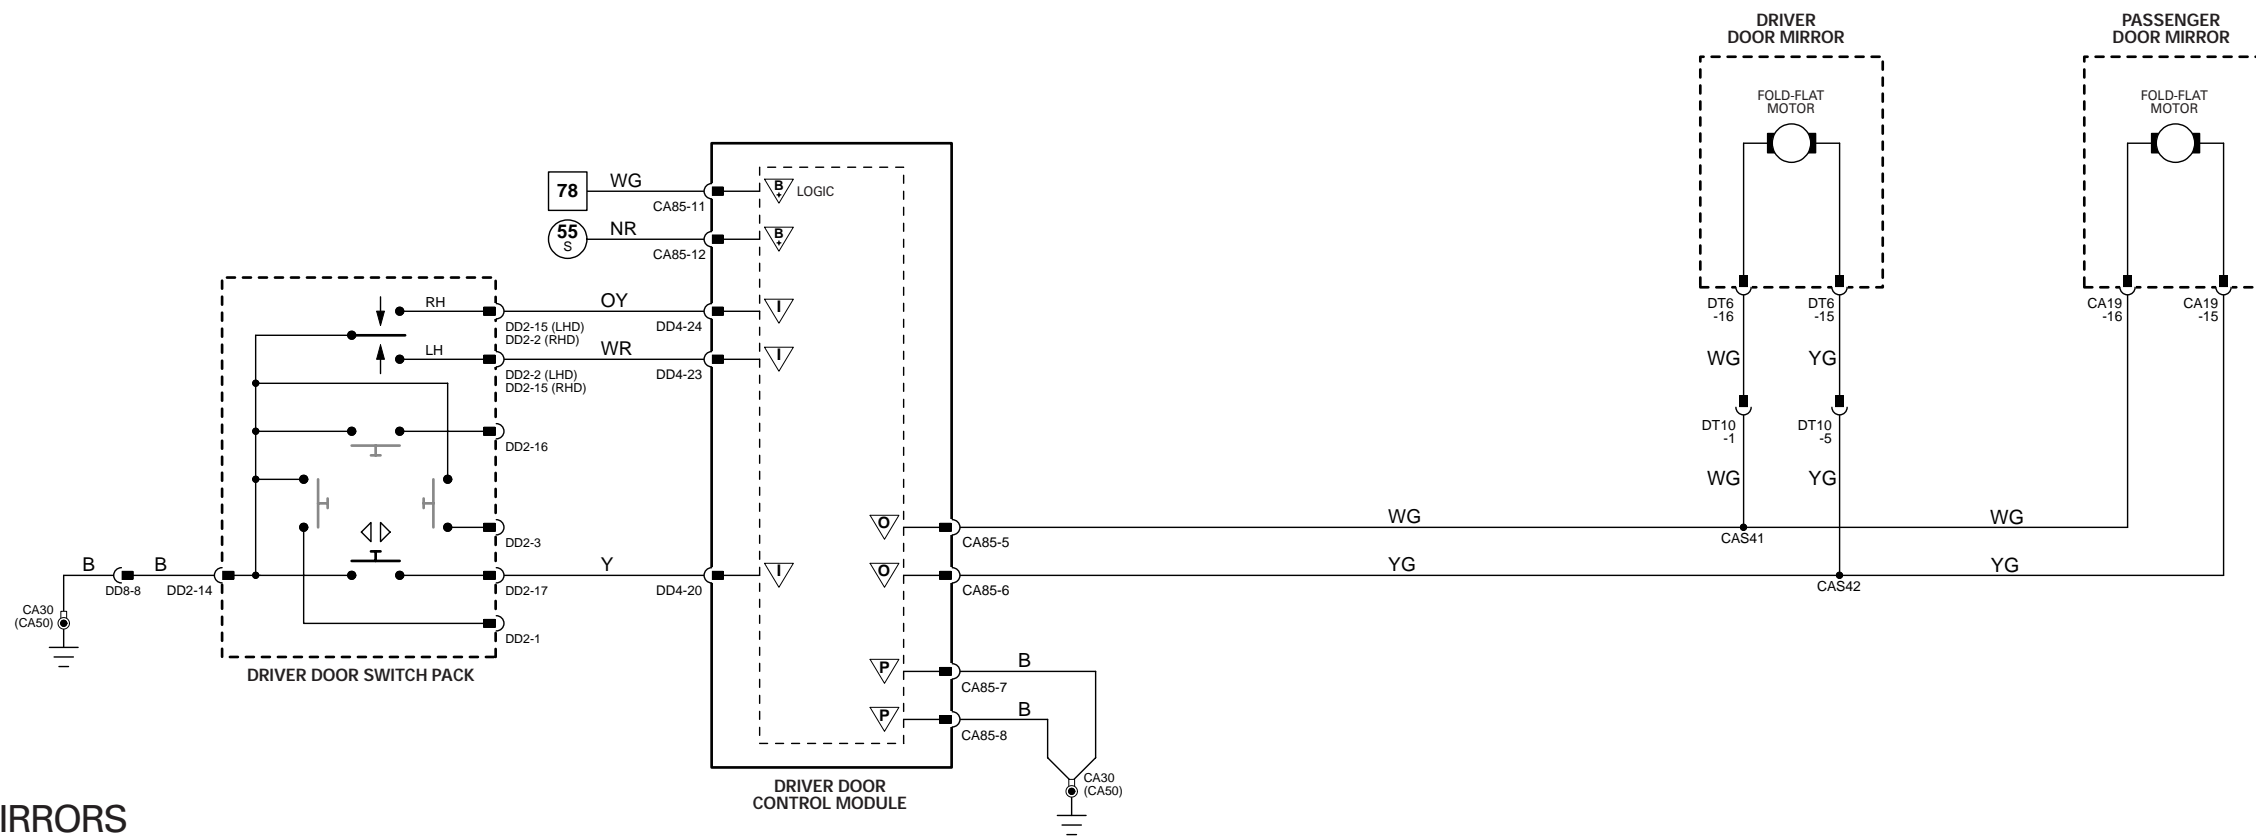 DRIVER
DOOR MIRROR
PASSENGER
DOOR MIRROR
FOLD-FLAT
MOTOR
FOLD-FLAT
MOTOR
78
WG
CA85-11
B
+
LOGIC
55
S
NR
CA85-12
B
+
RH
OY
DD2-15 (LHD)
DD2-2 (RHD)
DD4-24
I
LH
WR
DD2-2 (LHD)
DD2-15 (RHD)
DD4-23
I
DT6
-16
DT6
-15
CA19
-16
CA19
-15
WG
YG
DT10
-1
DT10
-5
WG
YG
DD2-16
DD2-3
O
CA85-5
WG
CAS41
WG
B
DD8-8
B
DD2-14
DD2-17
Y
DD4-20
I
O
CA85-6
YG
CAS42
YG
CA30
(CA50)
DD2-1
DRIVER DOOR SWITCH PACK
P
CA85-7
B
P
CA85-8
B
CA30
(CA50)
DRIVER DOOR
CONTROL MODULE
IRRORS